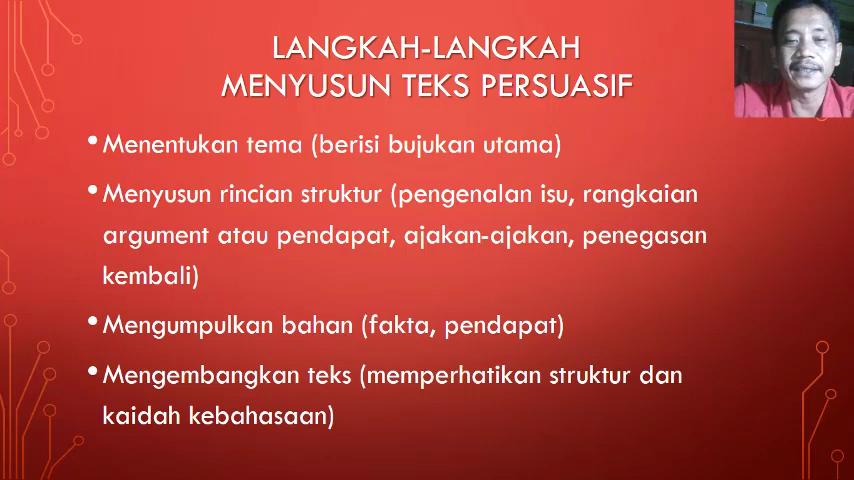 LANGKAH-LANGKAH
MENYUSUN TEKS PERSUASIF
•Menentukan tema (berisi bujukan utama)
•Menyusun rincian struktur (pengenalan isu, rangkaian
argument atau pendapat, ajakan-ajakan, penegasan
kembali)
•Mengumpulkan bahan (fakta, pendapat)
•Mengembangkan teks (memperhatikan struktur dan
kaidah kebahasaan)